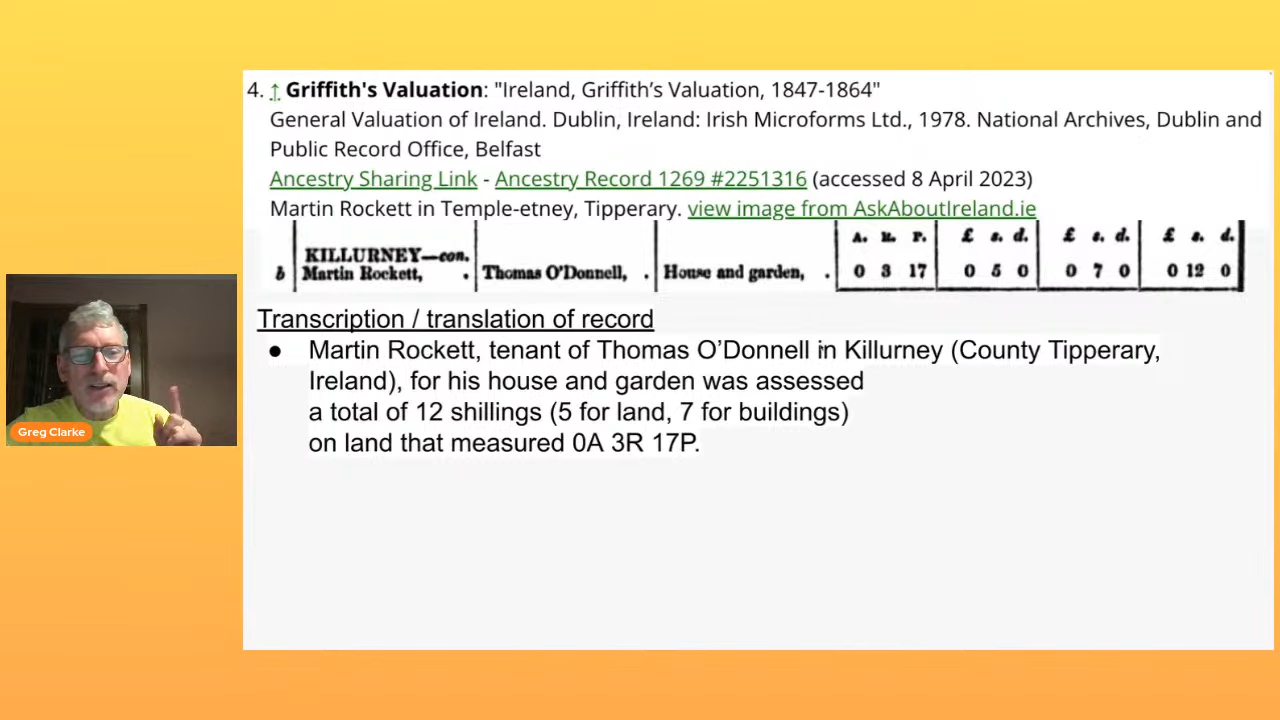 4. ↑ Griffith's Valuation: "Ireland, Griffith's Valuation, 1847-1864"
General Valuation of Ireland. Dublin, Ireland: Irish Microforms Ltd., 1978. National Archives, Dublin and
Public Record Office, Belfast
Ancestry Sharing Link - Ancestry Record 1269 #2251316 (accessed 8 April 2023)
Martin Rockett in Temple-etney, Tipperary. view image from AskAboutIreland.ie
A. R. P. £ s. d. £ s. d. £ s. d.
KILLURNEY—con.
b Martin Rockett, . Thomas O'Donnell, . House and garden, . 0 3 17 0 5 0 0 7 0 0 12 0
Transcription / translation of record
● Martin Rockett, tenant of Thomas O'Donnell in Killurney (County Tipperary,
Ireland), for his house and garden was assessed
a total of 12 shillings (5 for land, 7 for buildings)
on land that measured 0A 3R 17P.
Greg Clarke